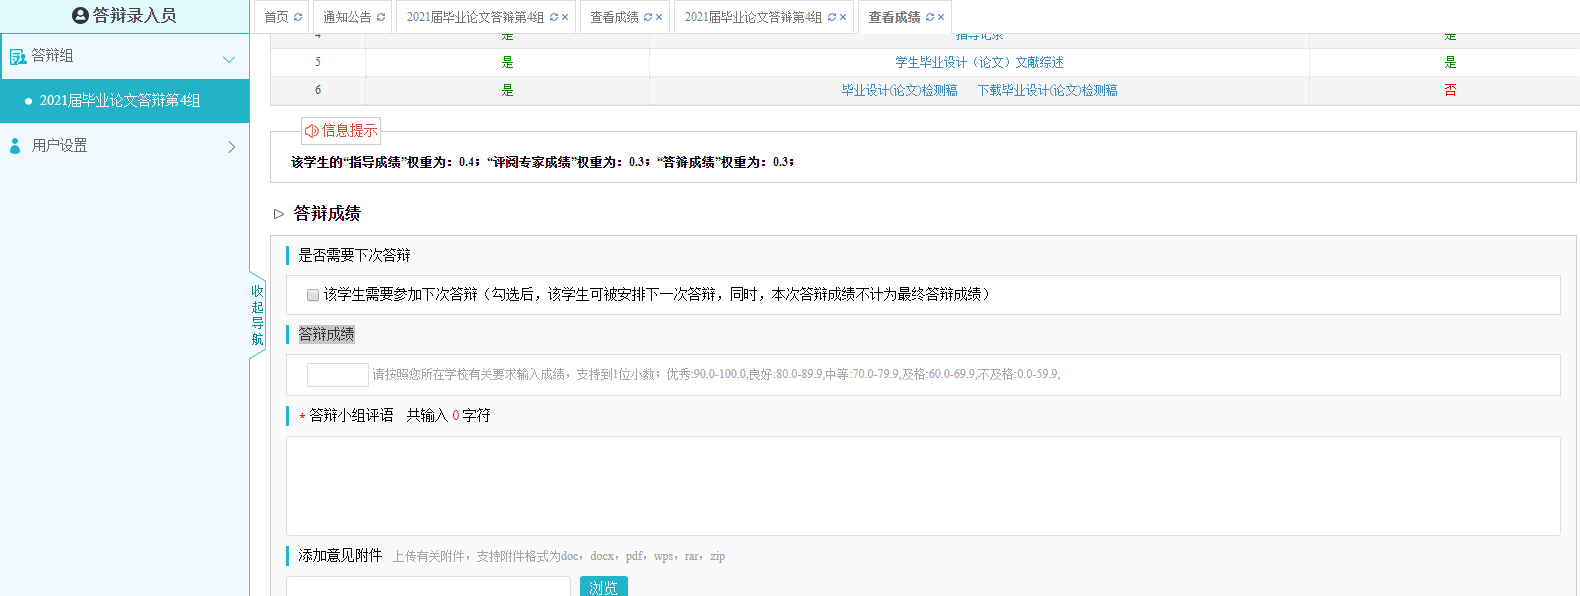 答辩录入员
首页 通知公告 2021届毕业论文答辩第4组 查看成绩 2021届毕业论文答辩第4组 查看成绩
答辩组
2021届毕业论文答辩第4组
用户设置
收起导航
4 是 指导记录 是
5 是 学生毕业设计（论文）文献综述 是
6 是 毕业设计(论文)检测稿 下载毕业设计(论文)检测稿 否
信息提示
该学生的“指导成绩”权重为：0.4；“评阅专家成绩”权重为：0.3；“答辩成绩”权重为：0.3；
答辩成绩
是否需要下次答辩
该学生需要参加下次答辩（勾选后，该学生可被安排下一次答辩，同时，本次答辩成绩不计为最终答辩成绩）
答辩成绩
请按照您所在学校有关要求输入成绩，支持到1位小数；优秀:90.0-100.0,良好:80.0-89.9,中等:70.0-79.9,及格:60.0-69.9,不及格:0.0-59.9,
* 答辩小组评语 共输入 0 字符
添加意见附件 上传有关附件，支持附件格式为doc，docx，pdf，wps，rar，zip
浏览